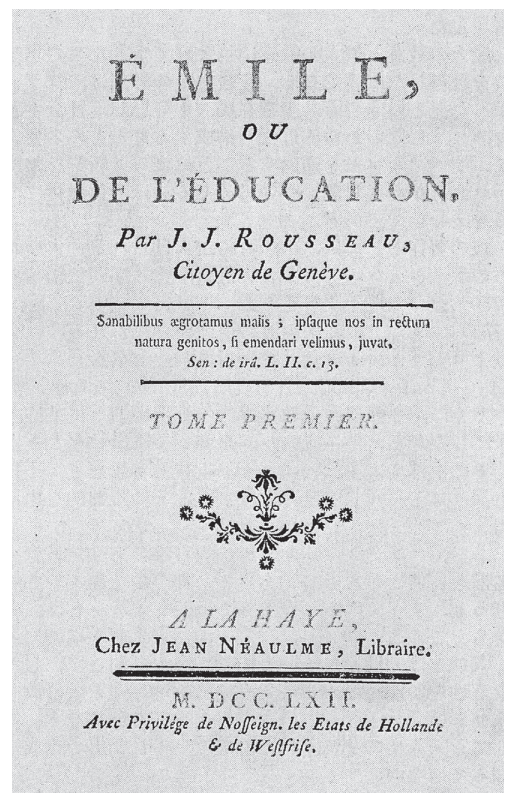 ÉMILE,
OU
DE L'ÉDUCATION.
Par J. J. ROUSSEAU,
Citoyen de Genève.
Sanabilibus ægrotamus malis ; ipſaque nos in rectum
natura genitos, ſi emendari velimus, juvat.
Sen : de irâ. L. II. c. 13.
TOME PREMIER.
A LA HAYE,
Chez JEAN NÉAULME, Libraire.
M. DCC. LXII.
Avec Privilége de Noſſeign. les Etats de Hollande
& de Weſtfriſe.